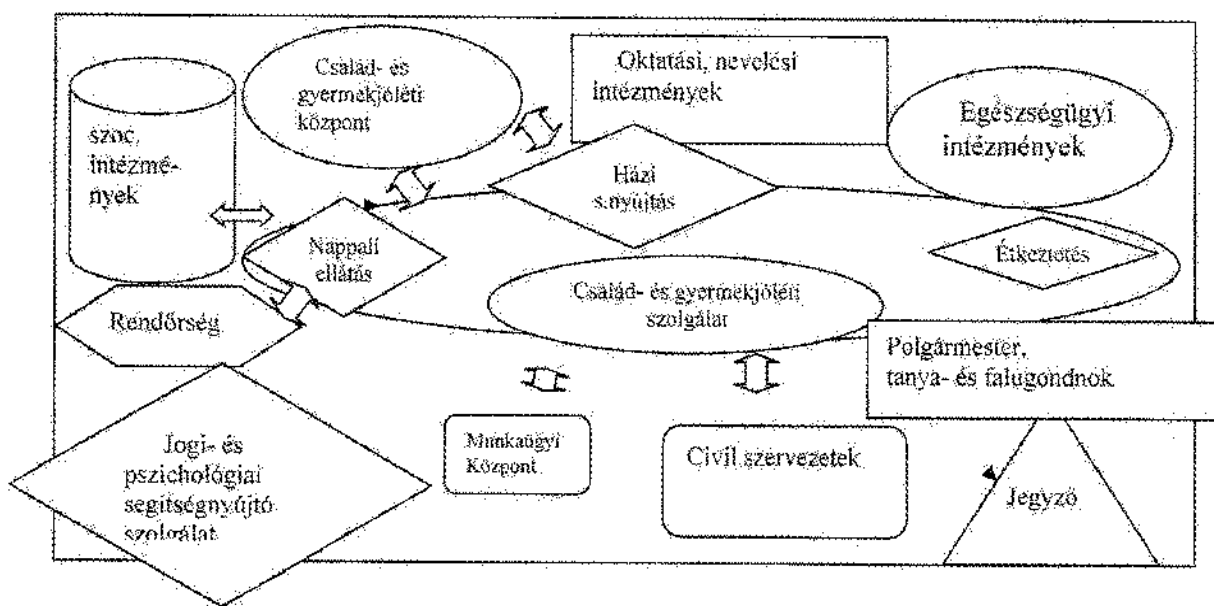 Család- és
gyermekjóléti
központ
Oktatási, nevelési
intézmények
Egészségügyi
intézmények
szoc.
intézmé-
nyek
Házi
s.nyújtás
Nappali
ellátás
Étkeztetés
Család- és gyermekjóléti
szolgálat
Rendőrség
Polgármester,
tanya- és falugondnok
Jogi- és
pszichológiai
segítségnyújtó
szolgálat
Munkaügyi
Központ
Civil szervezetek
Jegyző